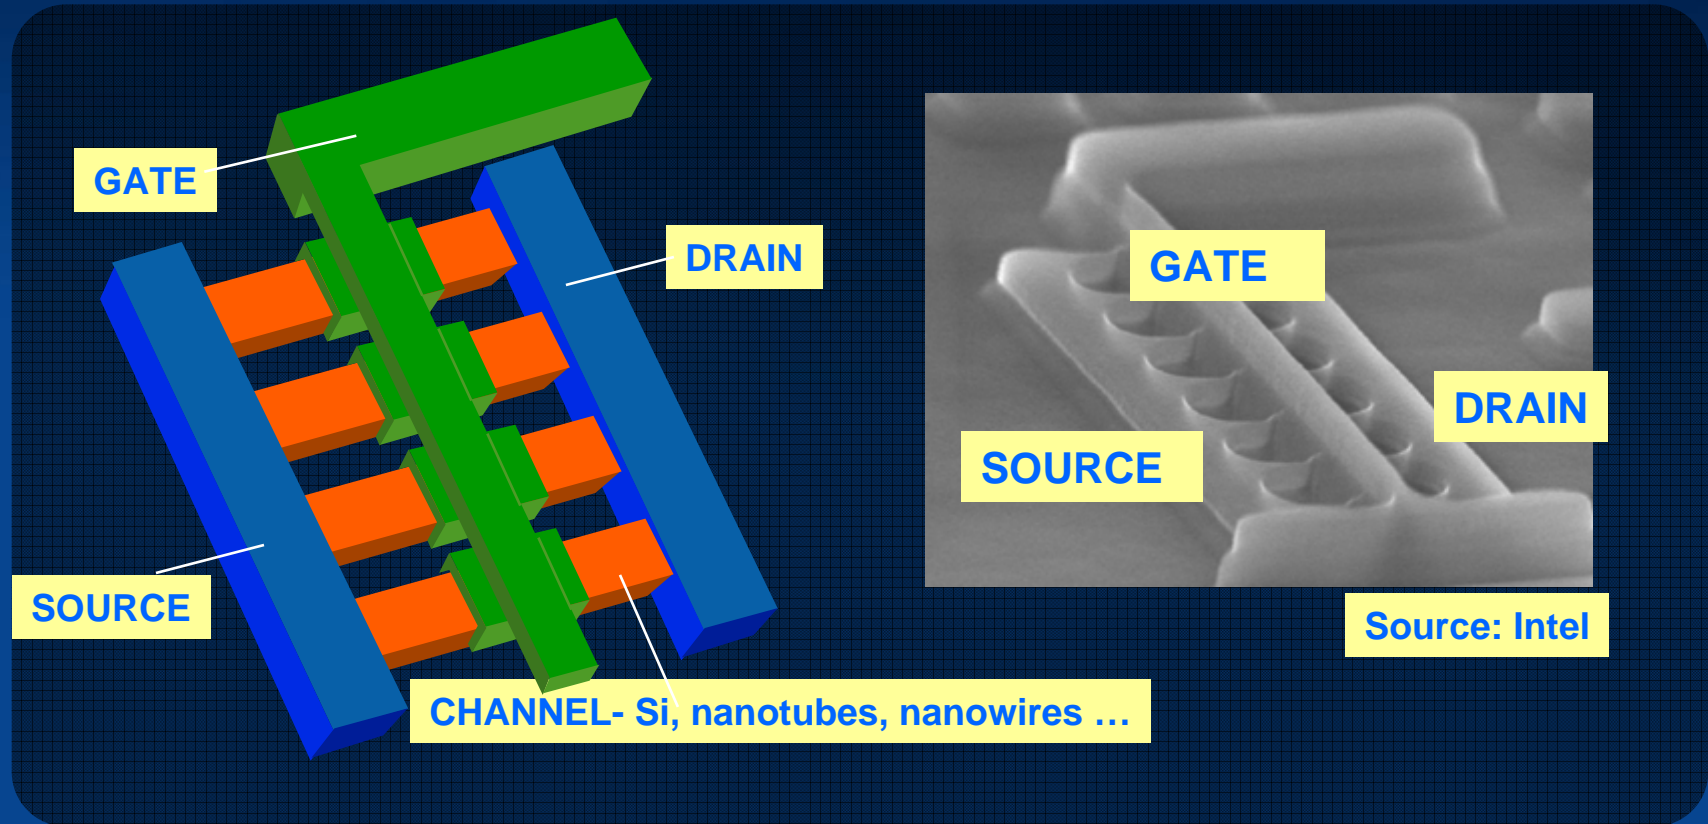 GATE
DRAIN
SOURCE
CHANNEL- Si, nanotubes, nanowires …
GATE
DRAIN
SOURCE
Source: Intel